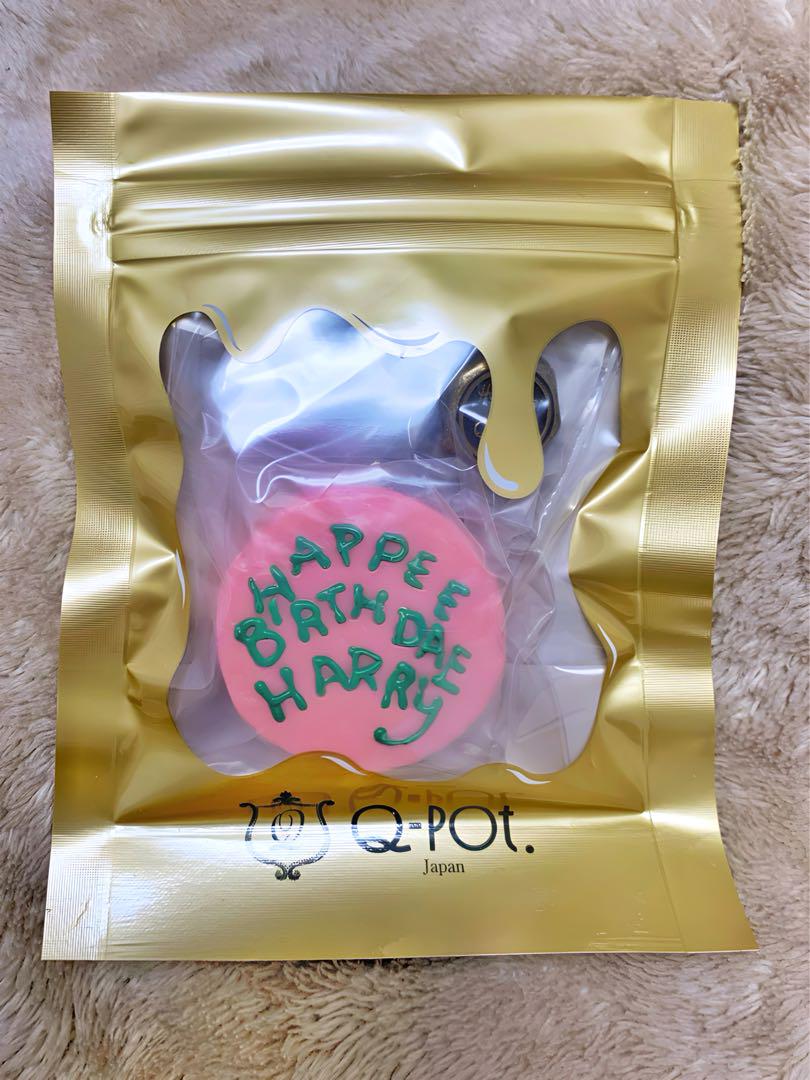 HAPPEE
BIRTHDAE
HARRY
Q
Q-POt.
Japan